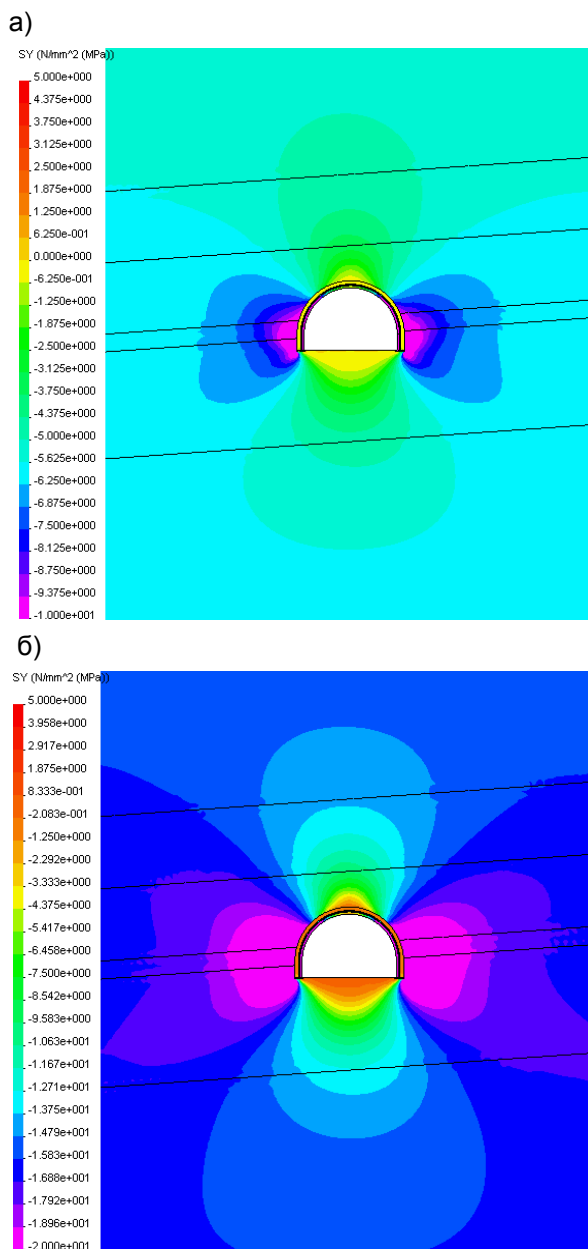 а)
SY (N/mm^2 (MPa))
5.000e+000
4.375e+000
3.750e+000
3.125e+000
2.500e+000
1.875e+000
1.250e+000
6.250e-001
0.000e+000
-6.250e-001
-1.250e+000
-1.875e+000
-2.500e+000
-3.125e+000
-3.750e+000
-4.375e+000
-5.000e+000
-5.625e+000
-6.250e+000
-6.875e+000
-7.500e+000
-8.125e+000
-8.750e+000
-9.375e+000
-1.000e+001
б)
SY (N/mm^2 (MPa))
5.000e+000
3.958e+000
2.917e+000
1.875e+000
8.333e-001
-2.083e-001
-1.250e+000
-2.292e+000
-3.333e+000
-4.375e+000
-5.417e+000
-6.458e+000
-7.500e+000
-8.542e+000
-9.583e+000
-1.063e+001
-1.167e+001
-1.271e+001
-1.375e+001
-1.479e+001
-1.583e+001
-1.688e+001
-1.792e+001
-1.896e+001
-2.000e+001